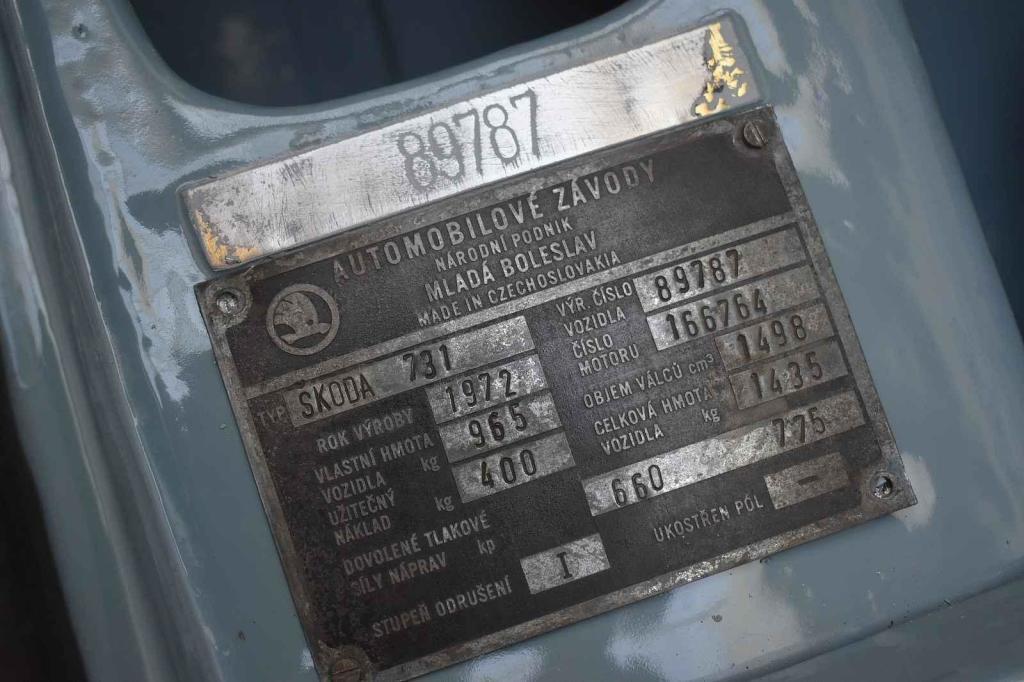 89787
AUTOMOBILOVÉ ZÁVODY
NÁRODNÍ PODNIK
MLADÁ BOLESLAV
MADE IN CZECHOSLOVAKIA
TYP ŠKODA 731
ROK VÝROBY 1972
VLASTNÍ HMOTA
VOZIDLA kg 965
UŽITEČNÝ
NÁKLAD kg 400
VÝR. ČÍSLO
VOZIDLA 89787
ČÍSLO
MOTORU 166764
OBJEM VÁLCŮ cm³ 1498
CELKOVÁ HMOTA
VOZIDLA kg 1435
DOVOLENÉ TLAKOVÉ
SÍLY NÁPRAV kp 660 775
STUPEŇ ODRUŠENÍ I
UKOSTŘEN PÓL –